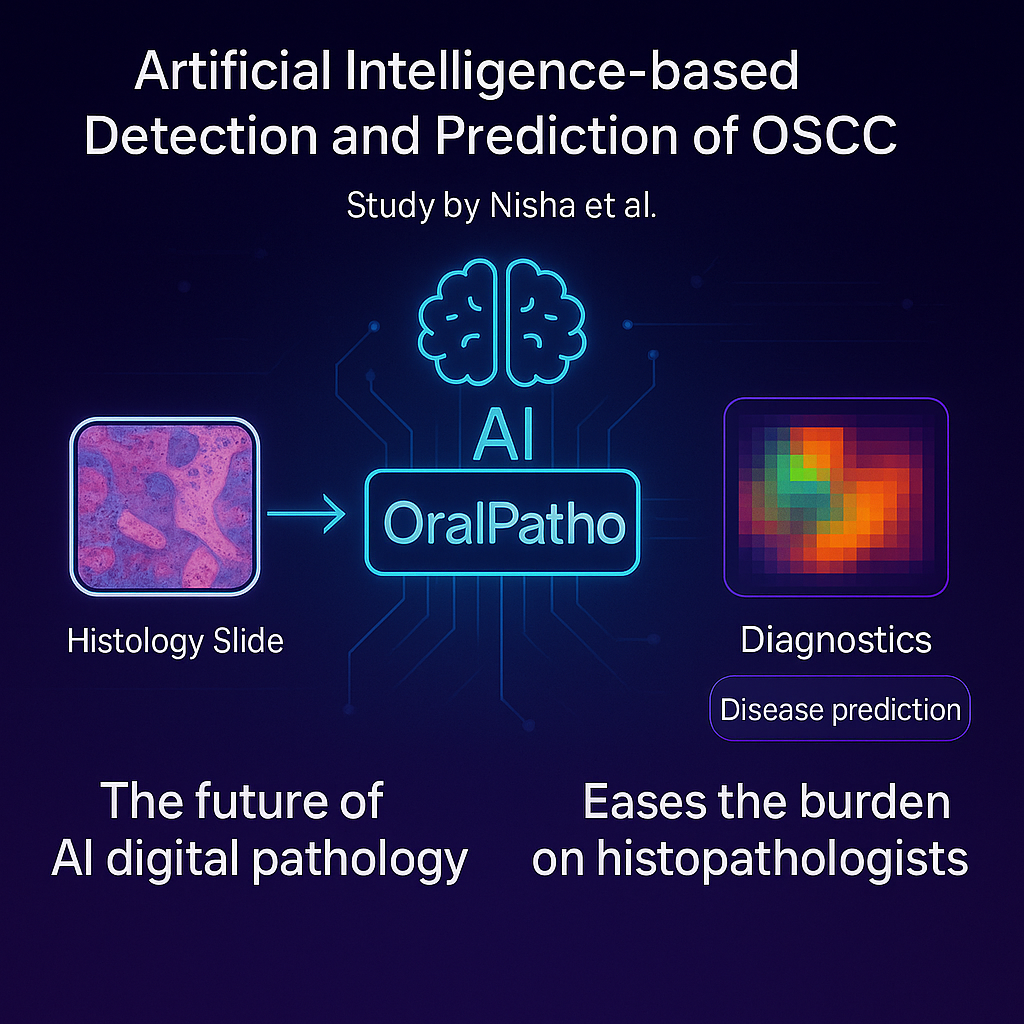 Artificial Intelligence-based
Detection and Prediction of OSCC
Study by Nisha et al.
AI
OralPatho
Histology Slide
Diagnostics
Disease prediction
The future of
AI digital pathology
Eases the burden
on histopathologists